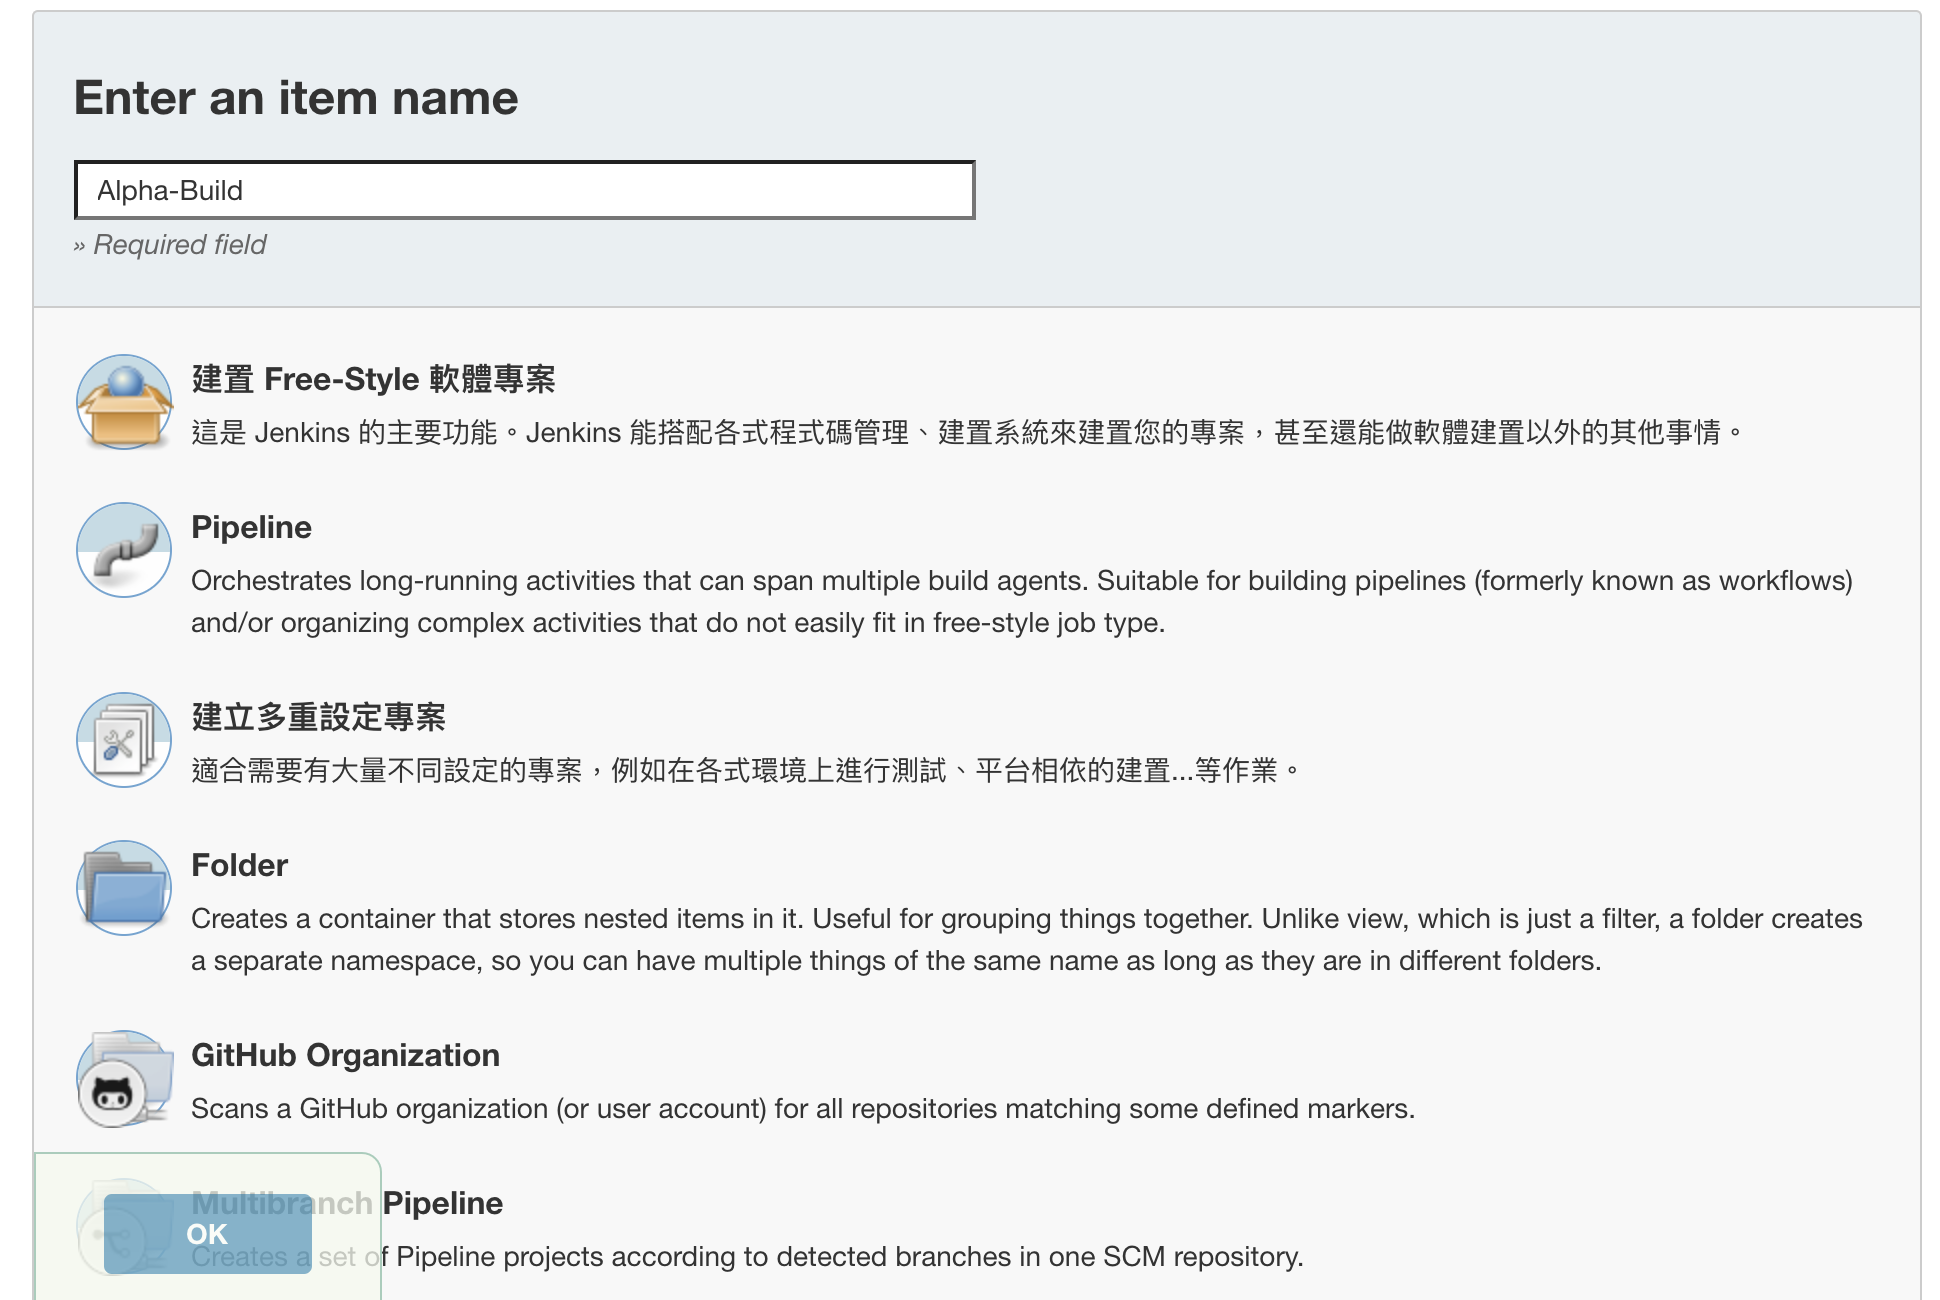 Enter an item name
Alpha-Build
» Required field
建置 Free-Style 軟體專案
這是 Jenkins 的主要功能。Jenkins 能搭配各式程式碼管理、建置系統來建置您的專案，甚至還能做軟體建置以外的其他事情。
Pipeline
Orchestrates long-running activities that can span multiple build agents. Suitable for building pipelines (formerly known as workflows)
and/or organizing complex activities that do not easily fit in free-style job type.
建立多重設定專案
適合需要有大量不同設定的專案，例如在各式環境上進行測試、平台相依的建置...等作業。
Folder
Creates a container that stores nested items in it. Useful for grouping things together. Unlike view, which is just a filter, a folder creates
a separate namespace, so you can have multiple things of the same name as long as they are in different folders.
GitHub Organization
Scans a GitHub organization (or user account) for all repositories matching some defined markers.
Multibranch Pipeline
OK
Creates a set of Pipeline projects according to detected branches in one SCM repository.